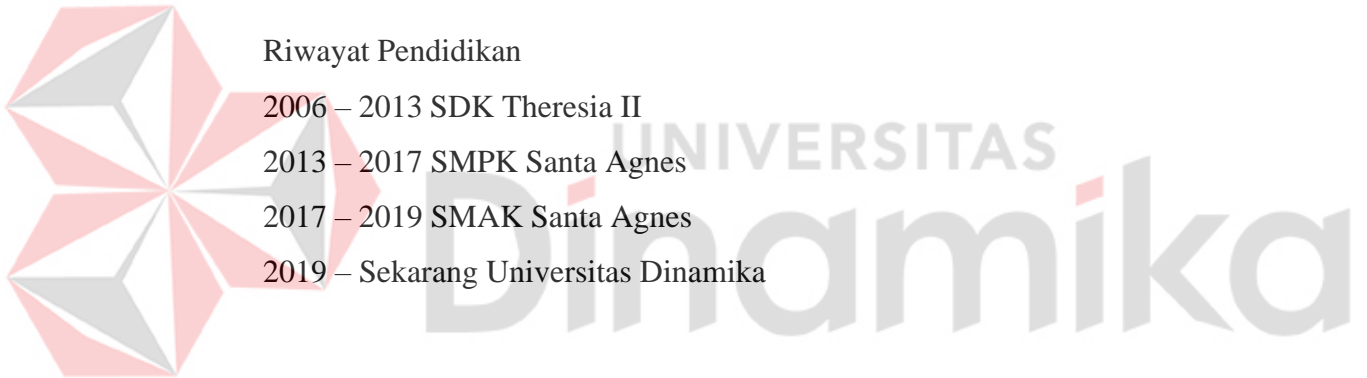 Riwayat Pendidikan
2006 – 2013 SDK Theresia II
2013 – 2017 SMPK Santa Agnes
2017 – 2019 SMAK Santa Agnes
2019 – Sekarang Universitas Dinamika
UNIVERSITAS
Dinamika